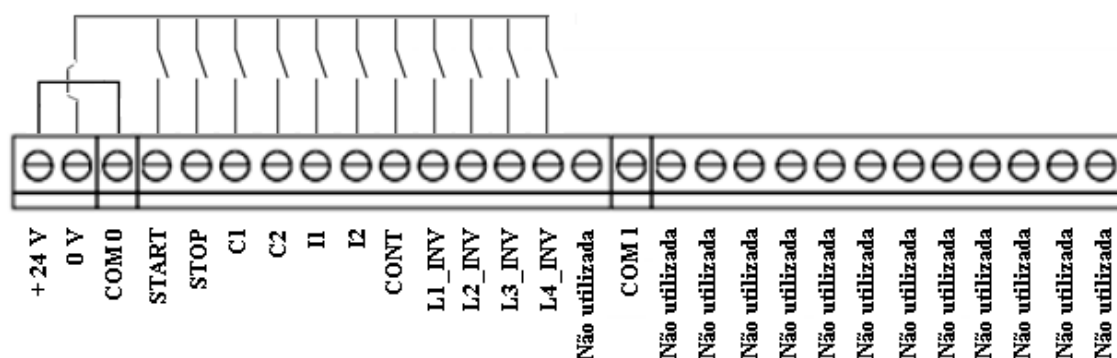 +24 V
0 V
COM 0
START
STOP
C1
C2
I1
I2
CONT
L1_INV
L2_INV
L3_INV
L4_INV
Não utilizada
COM 1
Não utilizada
Não utilizada
Não utilizada
Não utilizada
Não utilizada
Não utilizada
Não utilizada
Não utilizada
Não utilizada
Não utilizada
Não utilizada
Não utilizada